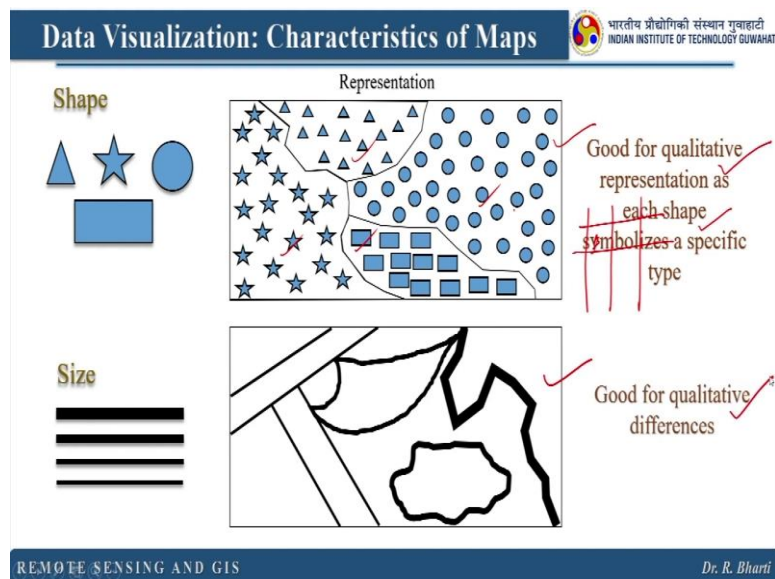 Data Visualization: Characteristics of Maps
भारतीय प्रौद्योगिकी संस्थान गुवाहाटी
INDIAN INSTITUTE OF TECHNOLOGY GUWAHAT
Representation
Shape
Good for qualitative
representation as
each shape
symbolizes a specific
type
Size
Good for qualitative
differences
REMOTE SENSING AND GIS
Dr. R. Bharti